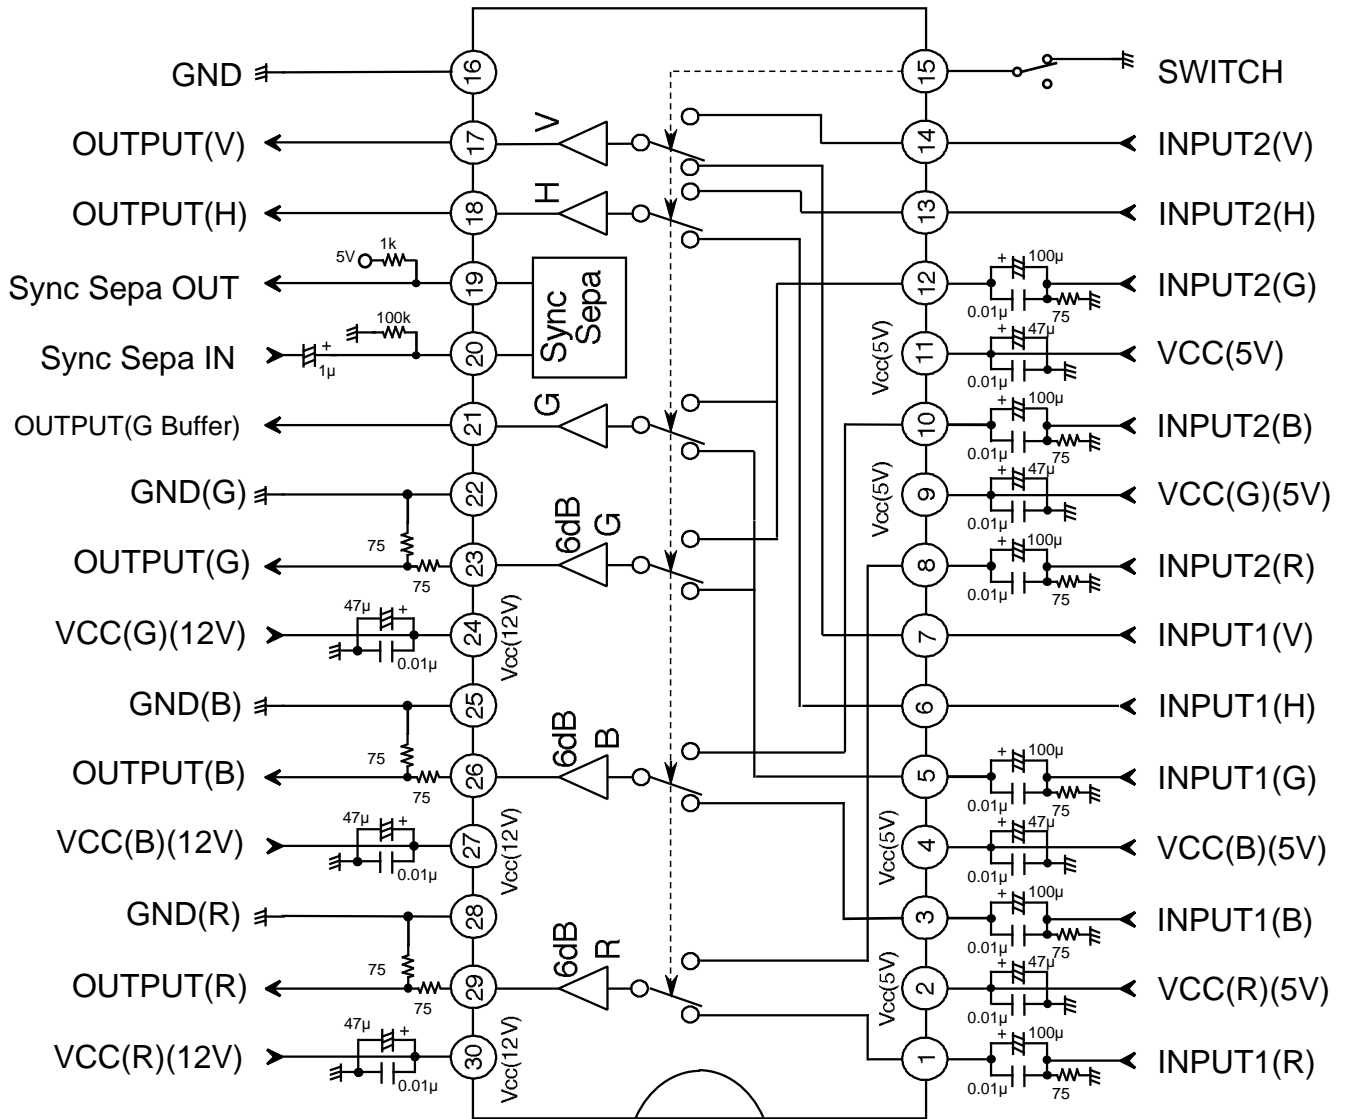 GND
16
15
SWITCH
OUTPUT(V)
17
V
14
INPUT2(V)
OUTPUT(H)
18
H
13
INPUT2(H)
5V
1k
Sync Sepa OUT
19
Sync
Sepa
12
+
100µ
0.01µ
75
INPUT2(G)
100k
Sync Sepa IN
+
1µ
20
Vcc(5V)
11
+
47µ
0.01µ
VCC(5V)
OUTPUT(G Buffer)
21
G
10
+
100µ
0.01µ
75
INPUT2(B)
GND(G)
22
Vcc(5V)
9
+
47µ
0.01µ
VCC(G)(5V)
75
OUTPUT(G)
75
23
6dB
G
8
+
100µ
0.01µ
75
INPUT2(R)
VCC(G)(12V)
47µ
+
0.01µ
24
Vcc(12V)
7
INPUT1(V)
GND(B)
25
6
INPUT1(H)
75
OUTPUT(B)
75
26
6dB
B
5
+
100µ
0.01µ
75
INPUT1(G)
VCC(B)(12V)
47µ
+
0.01µ
27
Vcc(12V)
Vcc(5V)
4
+
47µ
0.01µ
VCC(B)(5V)
GND(R)
28
3
+
100µ
0.01µ
75
INPUT1(B)
75
OUTPUT(R)
75
29
6dB
R
Vcc(5V)
2
+
47µ
0.01µ
VCC(R)(5V)
VCC(R)(12V)
47µ
+
0.01µ
30
Vcc(12V)
1
+
100µ
0.01µ
75
INPUT1(R)